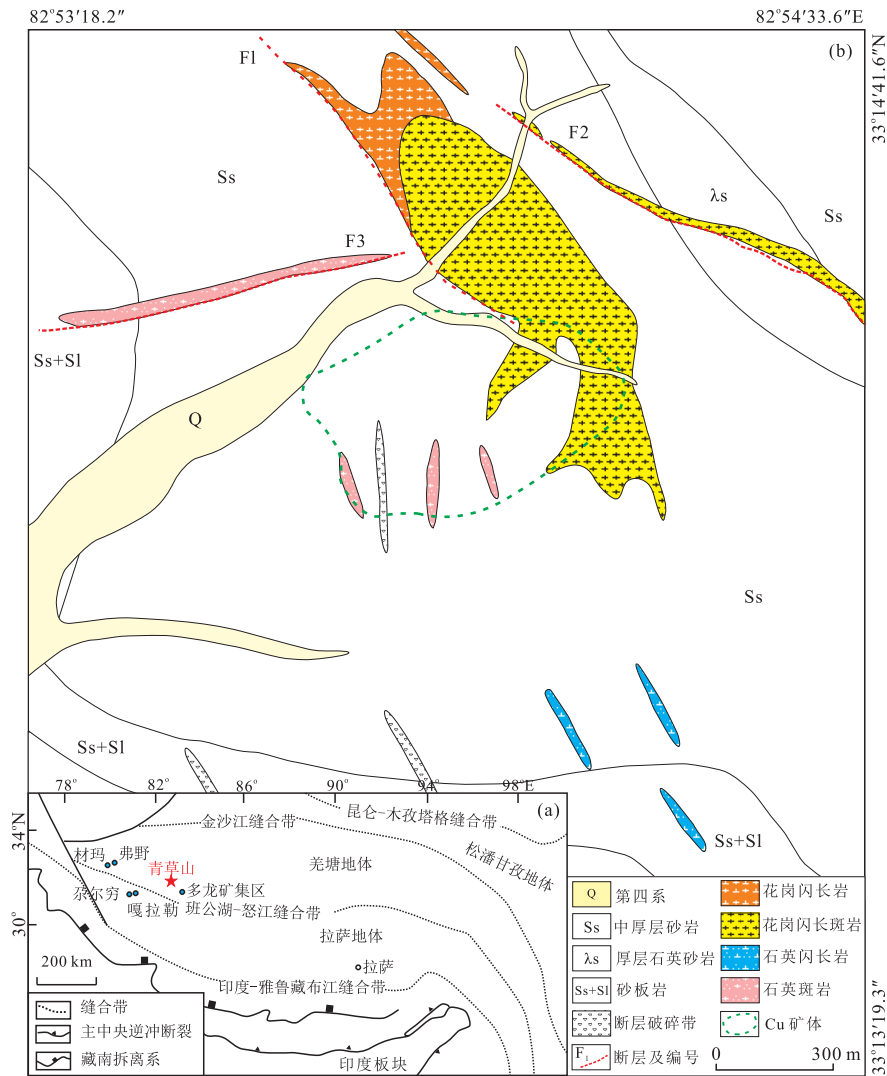 82°53′18.2″
82°54′33.6″E
(b)
33°14′41.6″N
F1
F2
Ss
λs
Ss
F3
Ss+Sl
Q
Ss
Ss+Sl
Ss+Sl
78°
82°
86°
90°
94°
98°E
(a)
34°N
30°
金沙江缝合带
昆仑-木孜塔格缝合带
松潘甘孜地体
材玛
弗野
青草山
羌塘地体
尕尔穷
多龙矿集区
嘎拉勒
班公湖-怒江缝合带
拉萨地体
拉萨
200 km
印度-雅鲁藏布江缝合带
印度板块
缝合带
主中央逆冲断裂
藏南拆离系
Q 第四系
Ss 中厚层砂岩
λs 厚层石英砂岩
Ss+Sl 砂板岩
断层破碎带
F₁ 断层及编号
花岗闪长岩
花岗闪长斑岩
石英闪长岩
石英斑岩
Cu矿体
0 300 m
33°13′19.3″